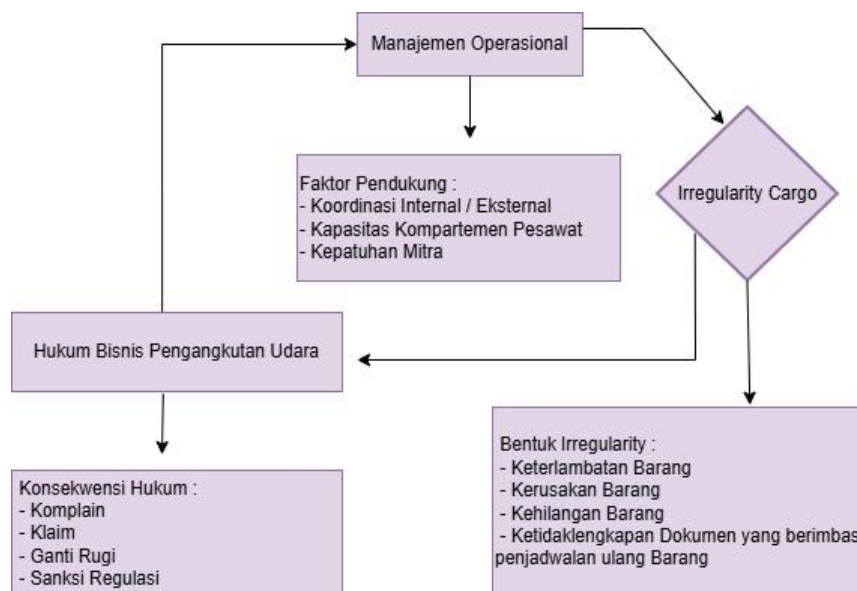 Manajemen Operasional
Faktor Pendukung :
- Koordinasi Internal / Eksternal
- Kapasitas Kompartemen Pesawat
- Kepatuhan Mitra
Irregularity Cargo
Hukum Bisnis Pengangkutan Udara
Bentuk Irregularity :
- Keterlambatan Barang
- Kerusakan Barang
- Kehilangan Barang
- Ketidaklengkapan Dokumen yang berimbas
penjadwalan ulang Barang
Konsekwensi Hukum :
- Komplain
- Klaim
- Ganti Rugi
- Sanksi Regulasi